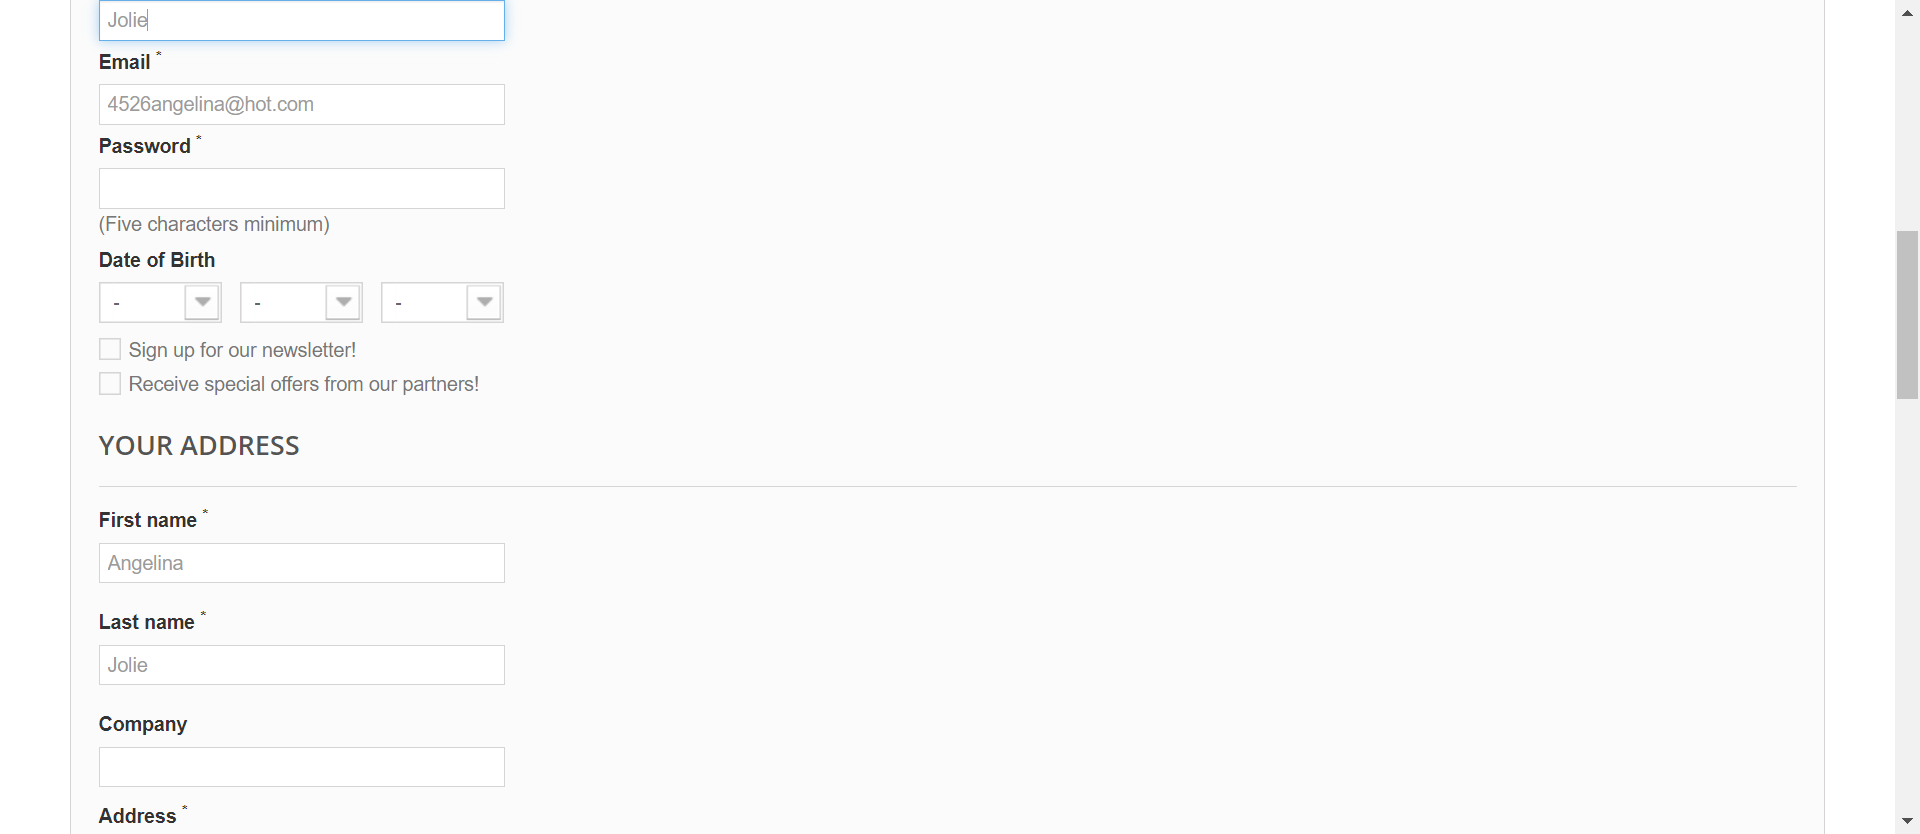 Jolie
Email *
4526angelina@hot.com
Password *
(Five characters minimum)
Date of Birth
- - -
Sign up for our newsletter!
Receive special offers from our partners!
YOUR ADDRESS
First name *
Angelina
Last name *
Jolie
Company
Address *